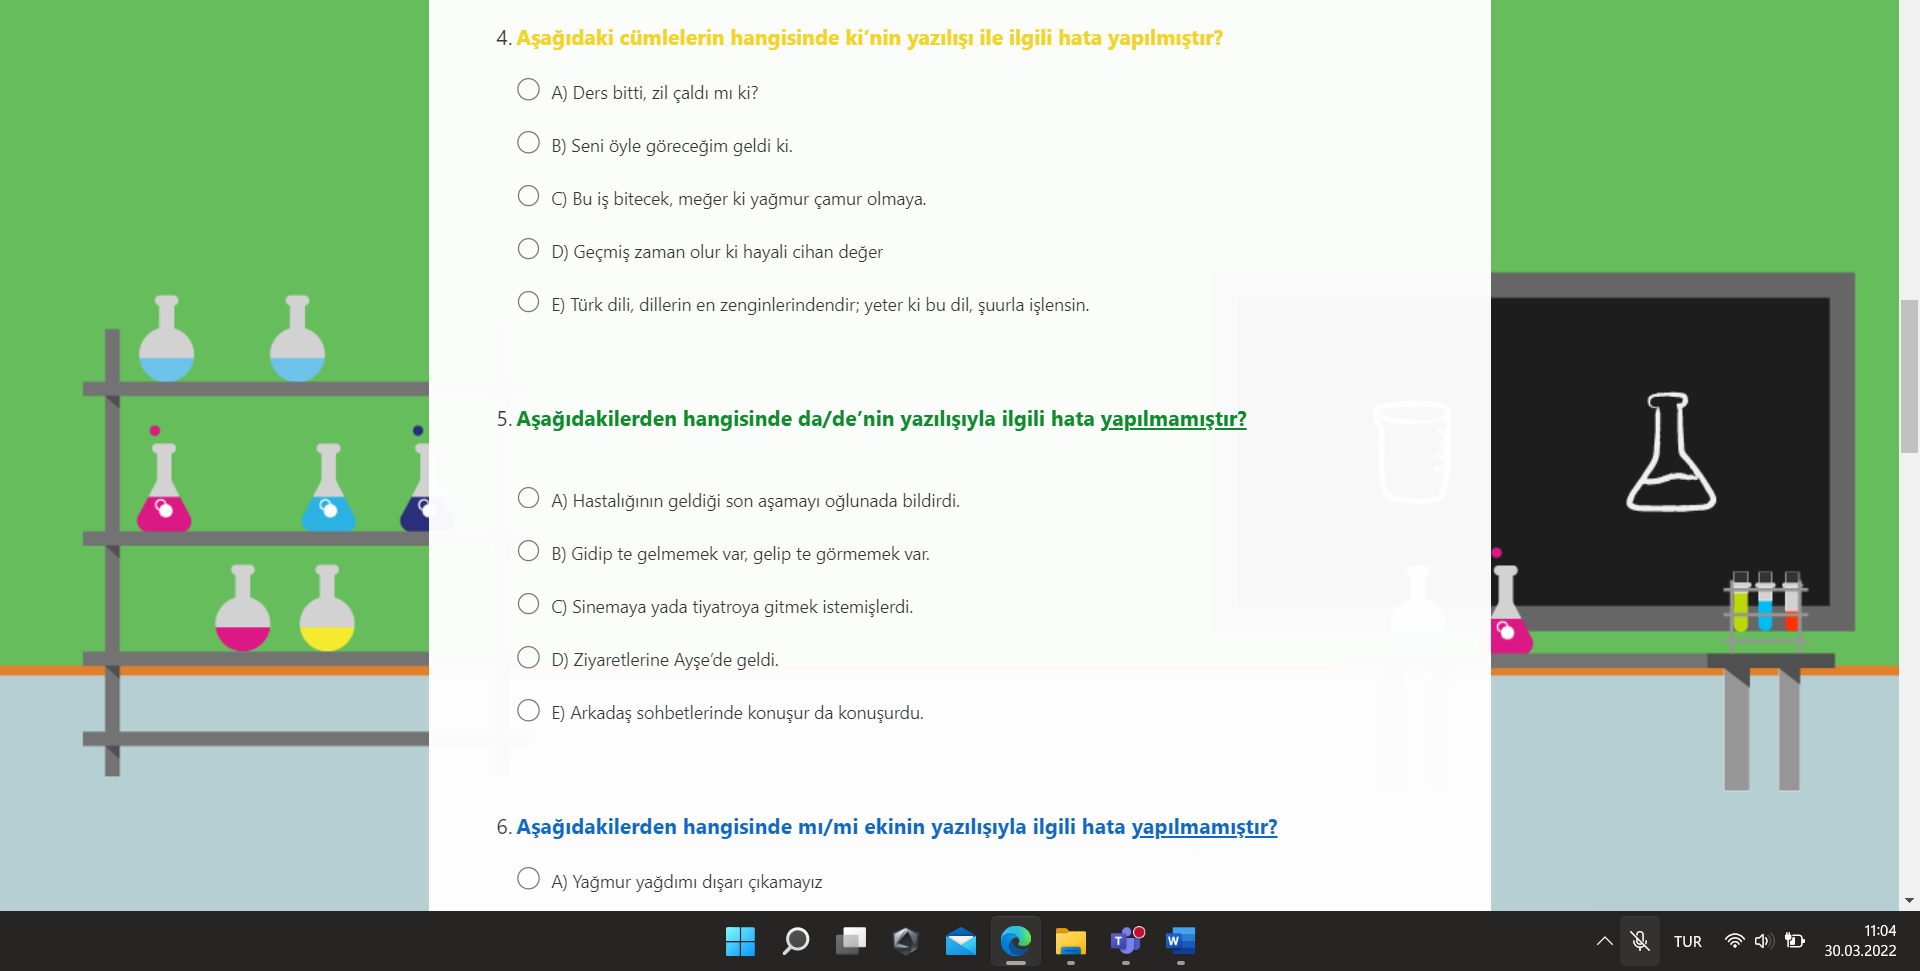 4. Aşağıdaki cümlelerin hangisinde ki’nin yazılışı ile ilgili hata yapılmıştır?
A) Ders bitti, zil çaldı mı ki?
B) Seni öyle göreceğim geldi ki.
C) Bu iş bitecek, meğer ki yağmur çamur olmaya.
D) Geçmiş zaman olur ki hayali cihan değer
E) Türk dili, dillerin en zenginlerindendir; yeter ki bu dil, şuurla işlensin.
5. Aşağıdakilerden hangisinde da/de’nin yazılışıyla ilgili hata yapılmamıştır?
A) Hastalığının geldiği son aşamayı oğlunada bildirdi.
B) Gidip te gelmemek var, gelip te görmemek var.
C) Sinemaya yada tiyatroya gitmek istemişlerdi.
D) Ziyaretlerine Ayşe’de geldi.
E) Arkadaş sohbetlerinde konuşur da konuşurdu.
6. Aşağıdakilerden hangisinde mı/mi ekinin yazılışıyla ilgili hata yapılmamıştır?
A) Yağmur yağdımı dışarı çıkamayız
T
W
TUR
11:04
30.03.2022